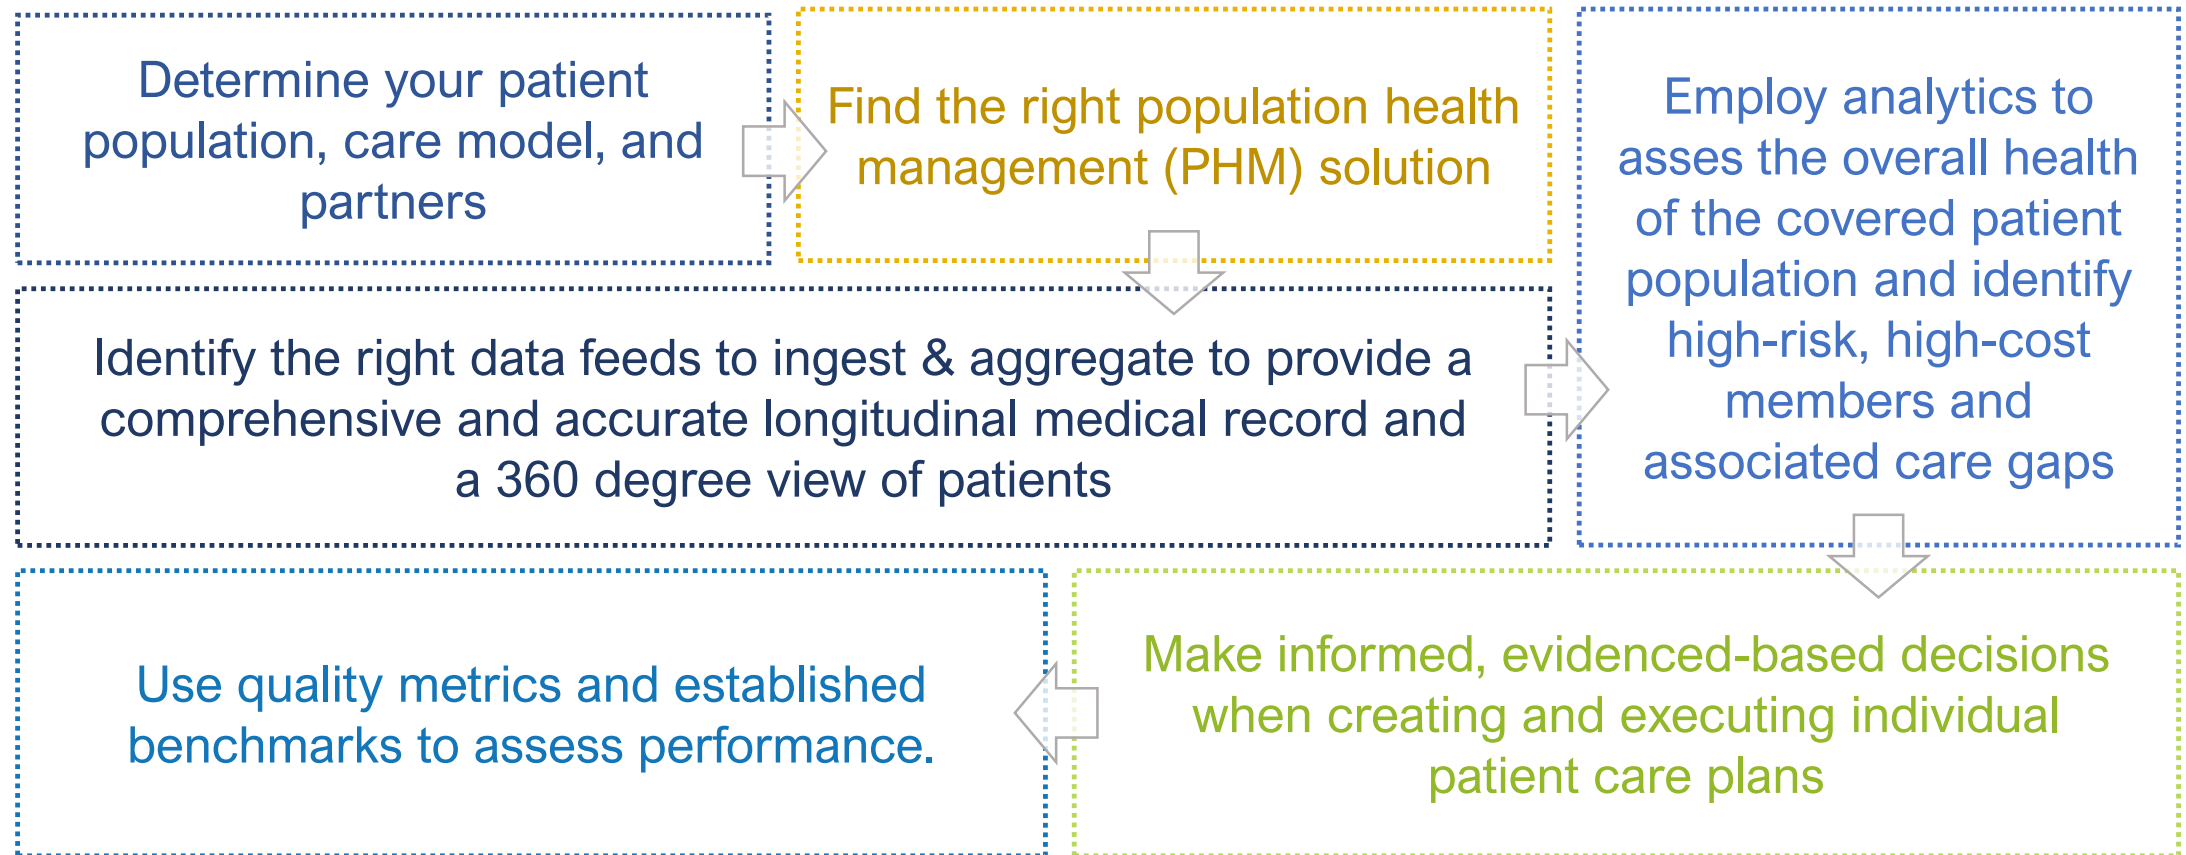 Determine your patient
population, care model, and
partners
Find the right population health
management (PHM) solution
Identify the right data feeds to ingest & aggregate to provide a
comprehensive and accurate longitudinal medical record and
a 360 degree view of patients
Employ analytics to
asses the overall health
of the covered patient
population and identify
high-risk, high-cost
members and
associated care gaps
Make informed, evidenced-based decisions
when creating and executing individual
patient care plans
Use quality metrics and established
benchmarks to assess performance.